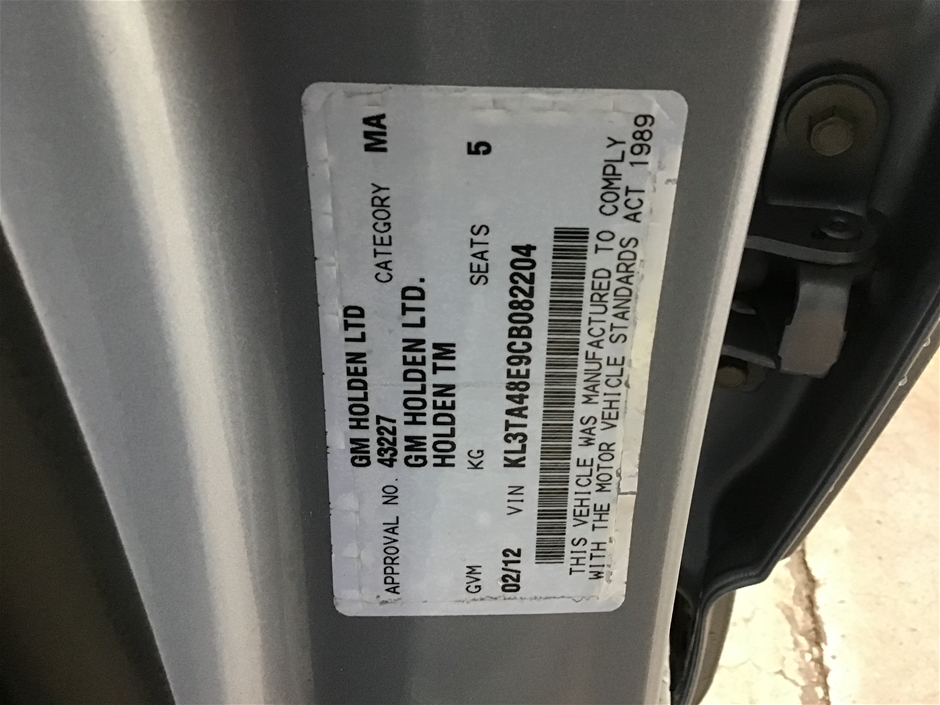 GM HOLDEN LTD
APPROVAL NO. 43227 CATEGORY MA
GM HOLDEN LTD.
HOLDEN TM
GVM KG SEATS 5
02/12 VIN KL3TA48E9CB082204
THIS VEHICLE WAS MANUFACTURED TO COMPLY
WITH THE MOTOR VEHICLE STANDARDS ACT 1989